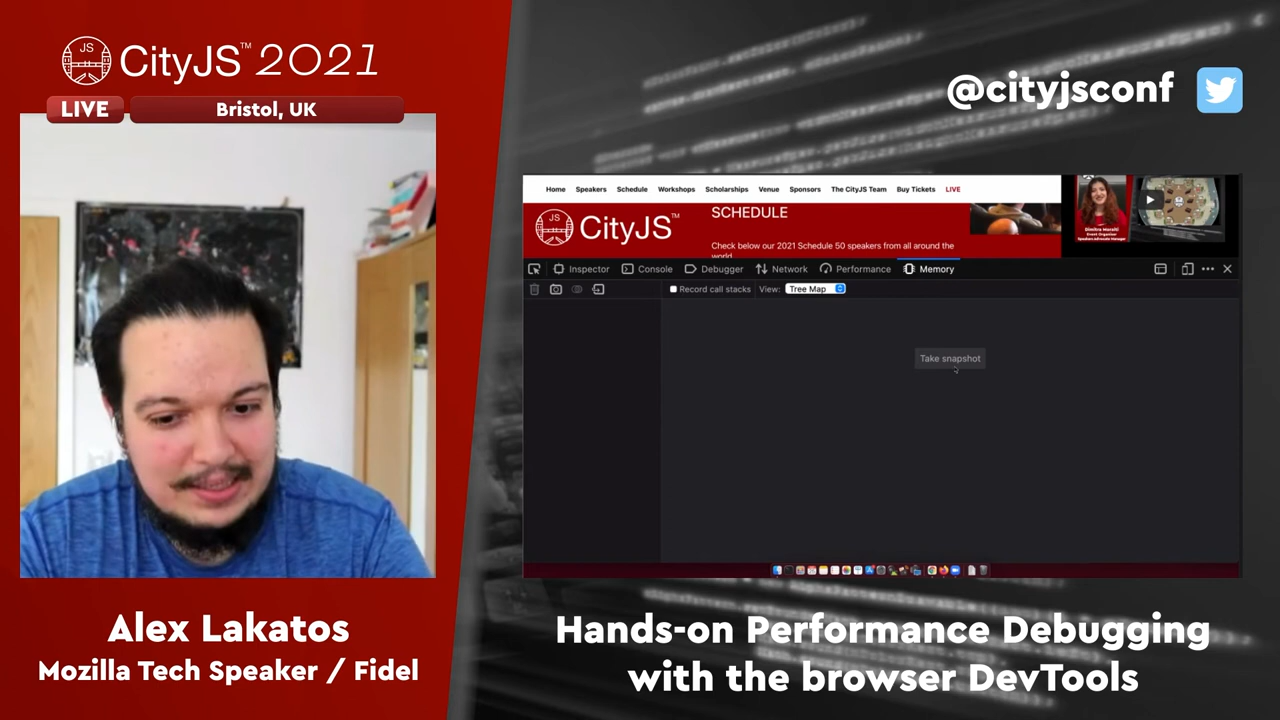 JS
CityJS™ 2021
LIVE
Bristol, UK
@cityjsconf
Home Speakers Schedule Workshops Scholarships Venue Sponsors The CityJS Team Buy Tickets LIVE
JS
CityJS™
SCHEDULE
Check below our 2021 Schedule 50 speakers from all around the
world
Inspector Console Debugger Network Performance Memory
Record call stacks View: Tree Map
Take snapshot
Alex Lakatos
Mozilla Tech Speaker / Fidel
Hands-on Performance Debugging
with the browser DevTools